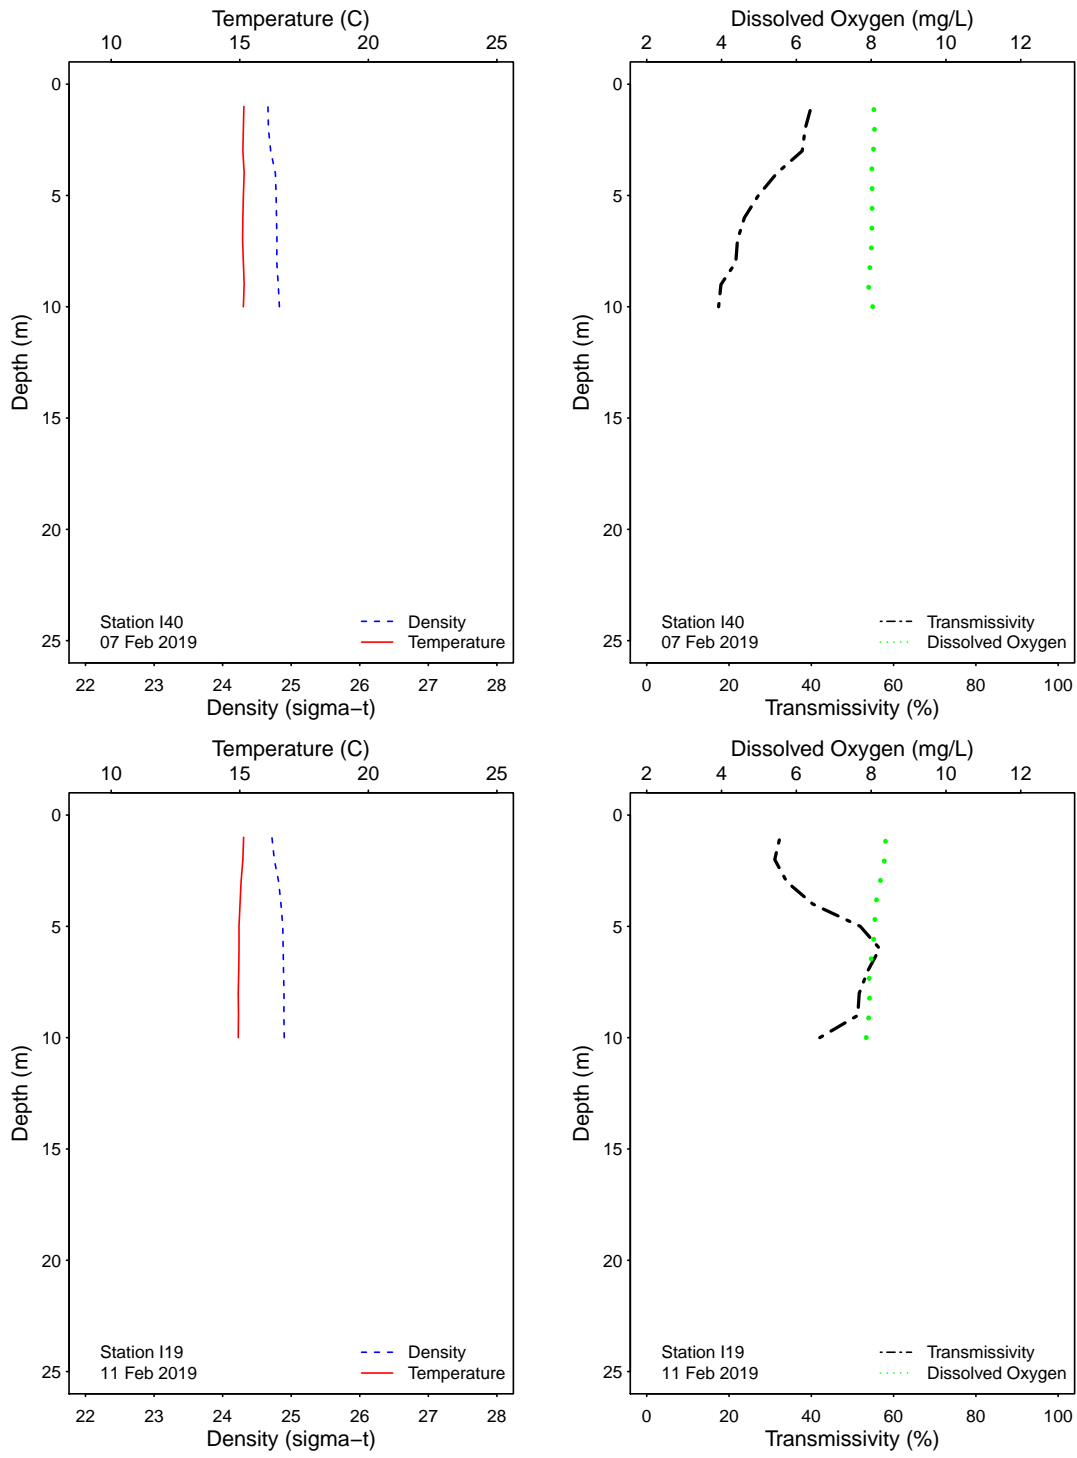 Temperature (C)
10 15 20 25
0
5
10
15
20
25
Depth (m)
Station I40
07 Feb 2019
Density
Temperature
22 23 24 25 26 27 28
Density (sigma−t)
Dissolved Oxygen (mg/L)
2 4 6 8 10 12
0
5
10
15
20
25
Depth (m)
Station I40
07 Feb 2019
Transmissivity
Dissolved Oxygen
0 20 40 60 80 100
Transmissivity (%)
Temperature (C)
10 15 20 25
0
5
10
15
20
25
Depth (m)
Station I19
11 Feb 2019
Density
Temperature
22 23 24 25 26 27 28
Density (sigma−t)
Dissolved Oxygen (mg/L)
2 4 6 8 10 12
0
5
10
15
20
25
Depth (m)
Station I19
11 Feb 2019
Transmissivity
Dissolved Oxygen
0 20 40 60 80 100
Transmissivity (%)